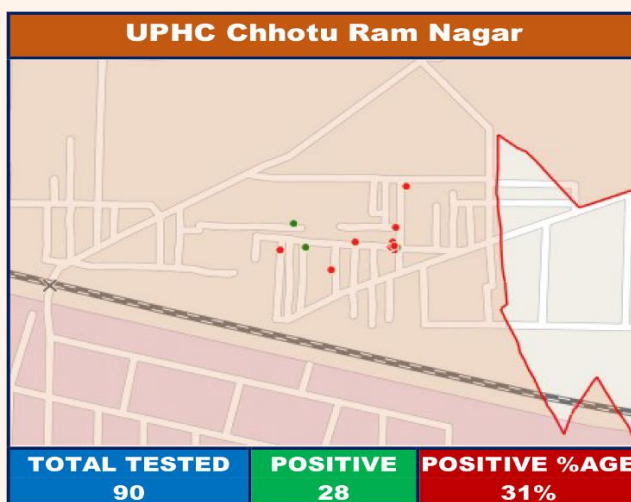 UPHC Chhotu Ram Nagar
TOTAL TESTED
90
POSITIVE
28
POSITIVE %AGE
31%